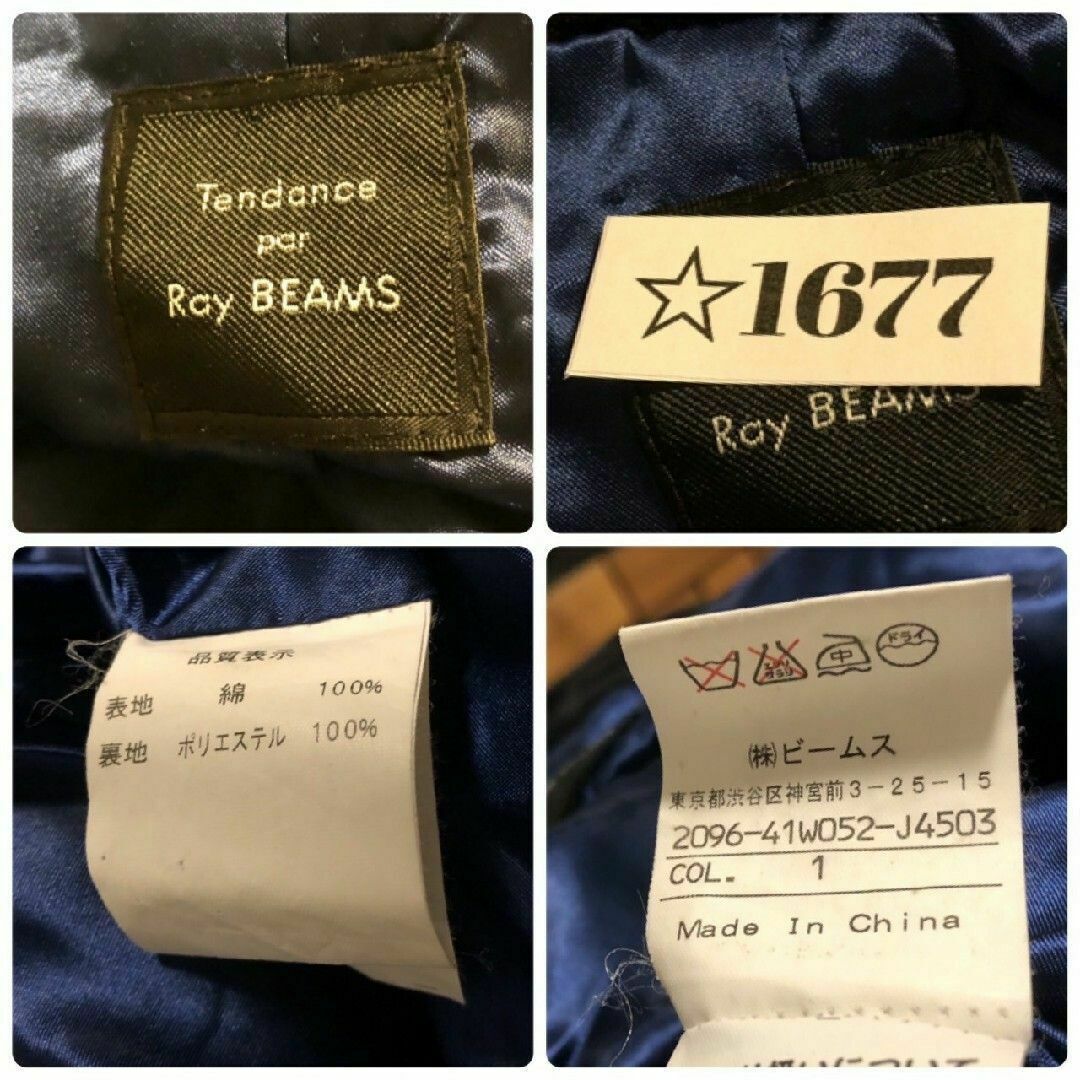 Tendance
par
Ray BEAMS
☆1677
Ray BEAMS
品質表示
表地 綿 100%
裏地 ポリエステル 100%
中
ドライ
㈱ビームス
東京都渋谷区神宮前3-25-15
2096-41W052-J4503
COL. 1
Made In China